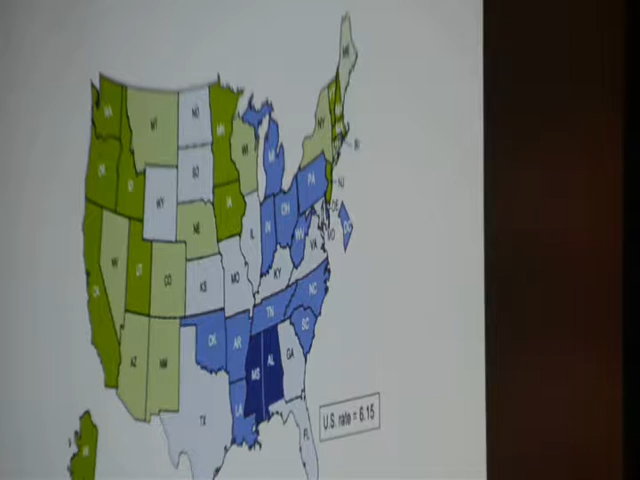 ME
WA
MT
ND
MN
OR
ID
SD
WI
MI
NY
WY
IA
PA
NJ
NE
IL
IN
OH
DE
NV
UT
CO
KS
MO
KY
WV
VA
MD
DC
CA
AZ
NM
OK
AR
TN
NC
SC
MS
AL
GA
TX
LA
FL
U.S. rate = 6.15